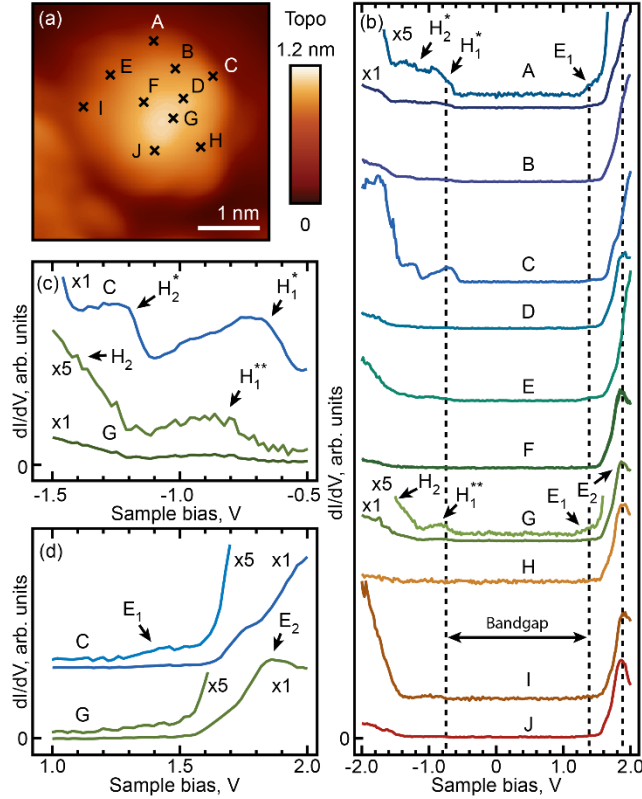 (a)
A
B
C
E
F
D
I
G
J
H
1 nm
Topo
1.2 nm
0
(b)
x5
H2*
H1*
E1
x1
A
B
C
D
E
F
E2
x5
H2
H1**
E1
x1
G
H
Bandgap
I
J
dI/dV, arb. units
0
-2.0
-1.0
0
1.0
2.0
Sample bias, V
(c)
x1
C
H2*
H1*
x5
H2
H1**
x1
G
dI/dV, arb. units
0
-1.5
-1.0
-0.5
Sample bias, V
(d)
x5
x1
E1
C
E2
G
x5
x1
dI/dV, arb. units
0
1.0
1.5
2.0
Sample bias, V